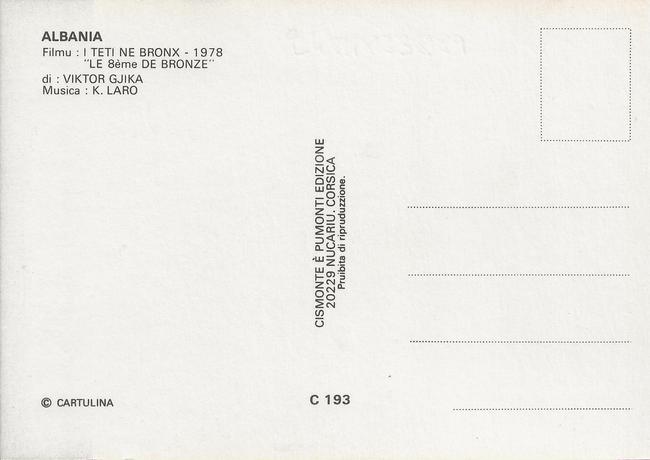 ALBANIA
Filmu : I TETI NE BRONX - 1978
"LE 8ème DE BRONZE"
di : VIKTOR GJIKA
Musica : K. LARO
CISMONTE È PUMONTI EDIZIONE
20229 NUCARIU. CORSICA
Pruibita di ripruduzzione.
© CARTULINA
C 193